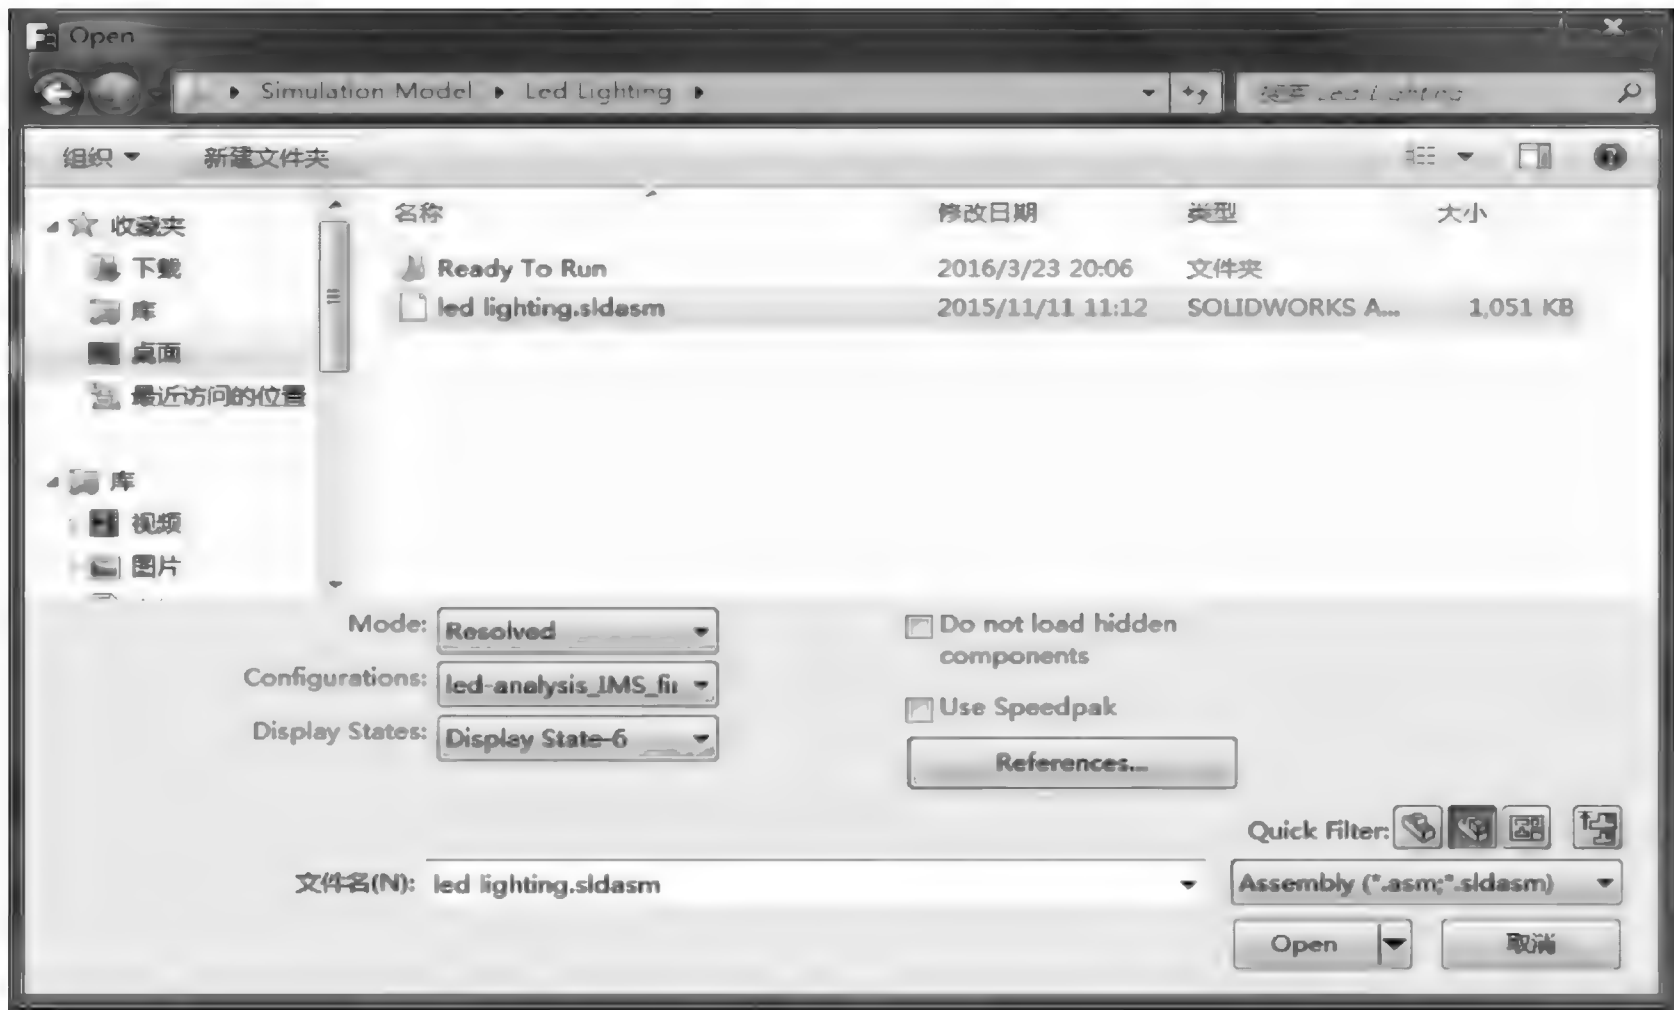 Open
Simulation Model ▸ Led Lighting ▸
Led Lighting
组织 新建文件夹
名称 修改日期 类型 大小
收藏夹
下载
库
桌面
最近访问的位置
库
视频
图片
Ready To Run 2016/3/23 20:06 文件夹
led lighting.sldasm 2015/11/11 11:12 SOLIDWORKS A... 1,051 KB
Mode: Resolved
Configurations: led-analysis_IMS_fii
Display States: Display State-6
Do not load hidden
components
Use Speedpak
References...
Quick Filter:
文件名(N): led lighting.sldasm
Assembly (*.asm;*.sldasm)
Open 取消